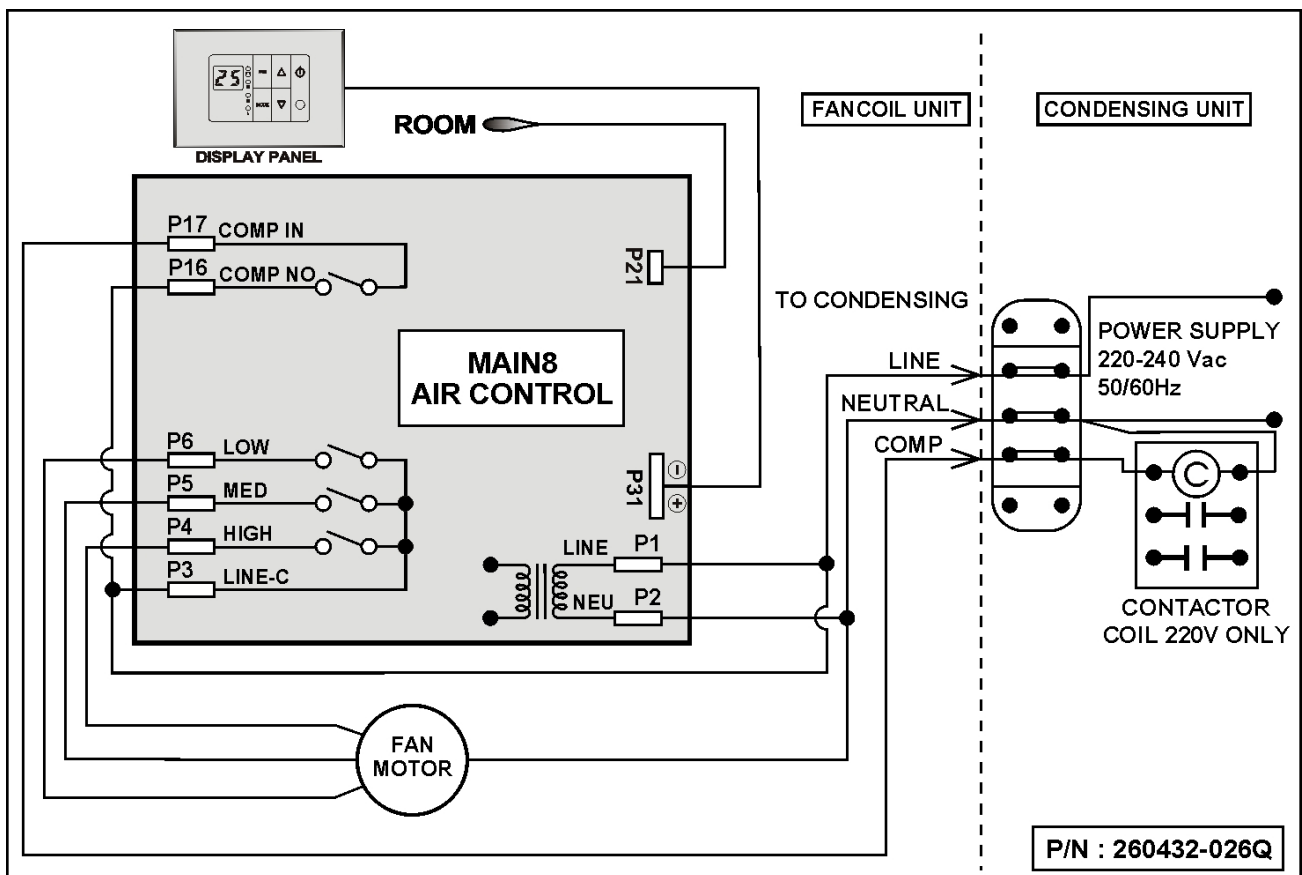 25
MODE
DISPLAY PANEL
ROOM
FANCOIL UNIT
CONDENSING UNIT
P17 COMP IN
P16 COMP NO
P21
MAIN8
AIR CONTROL
P6 LOW
P5 MED
P4 HIGH
P3 LINE-C
P31
LINE P1
NEU P2
TO CONDENSING
LINE
NEUTRAL
COMP
POWER SUPPLY
220-240 Vac
50/60Hz
C
CONTACTOR
COIL 220V ONLY
FAN
MOTOR
P/N : 260432-026Q